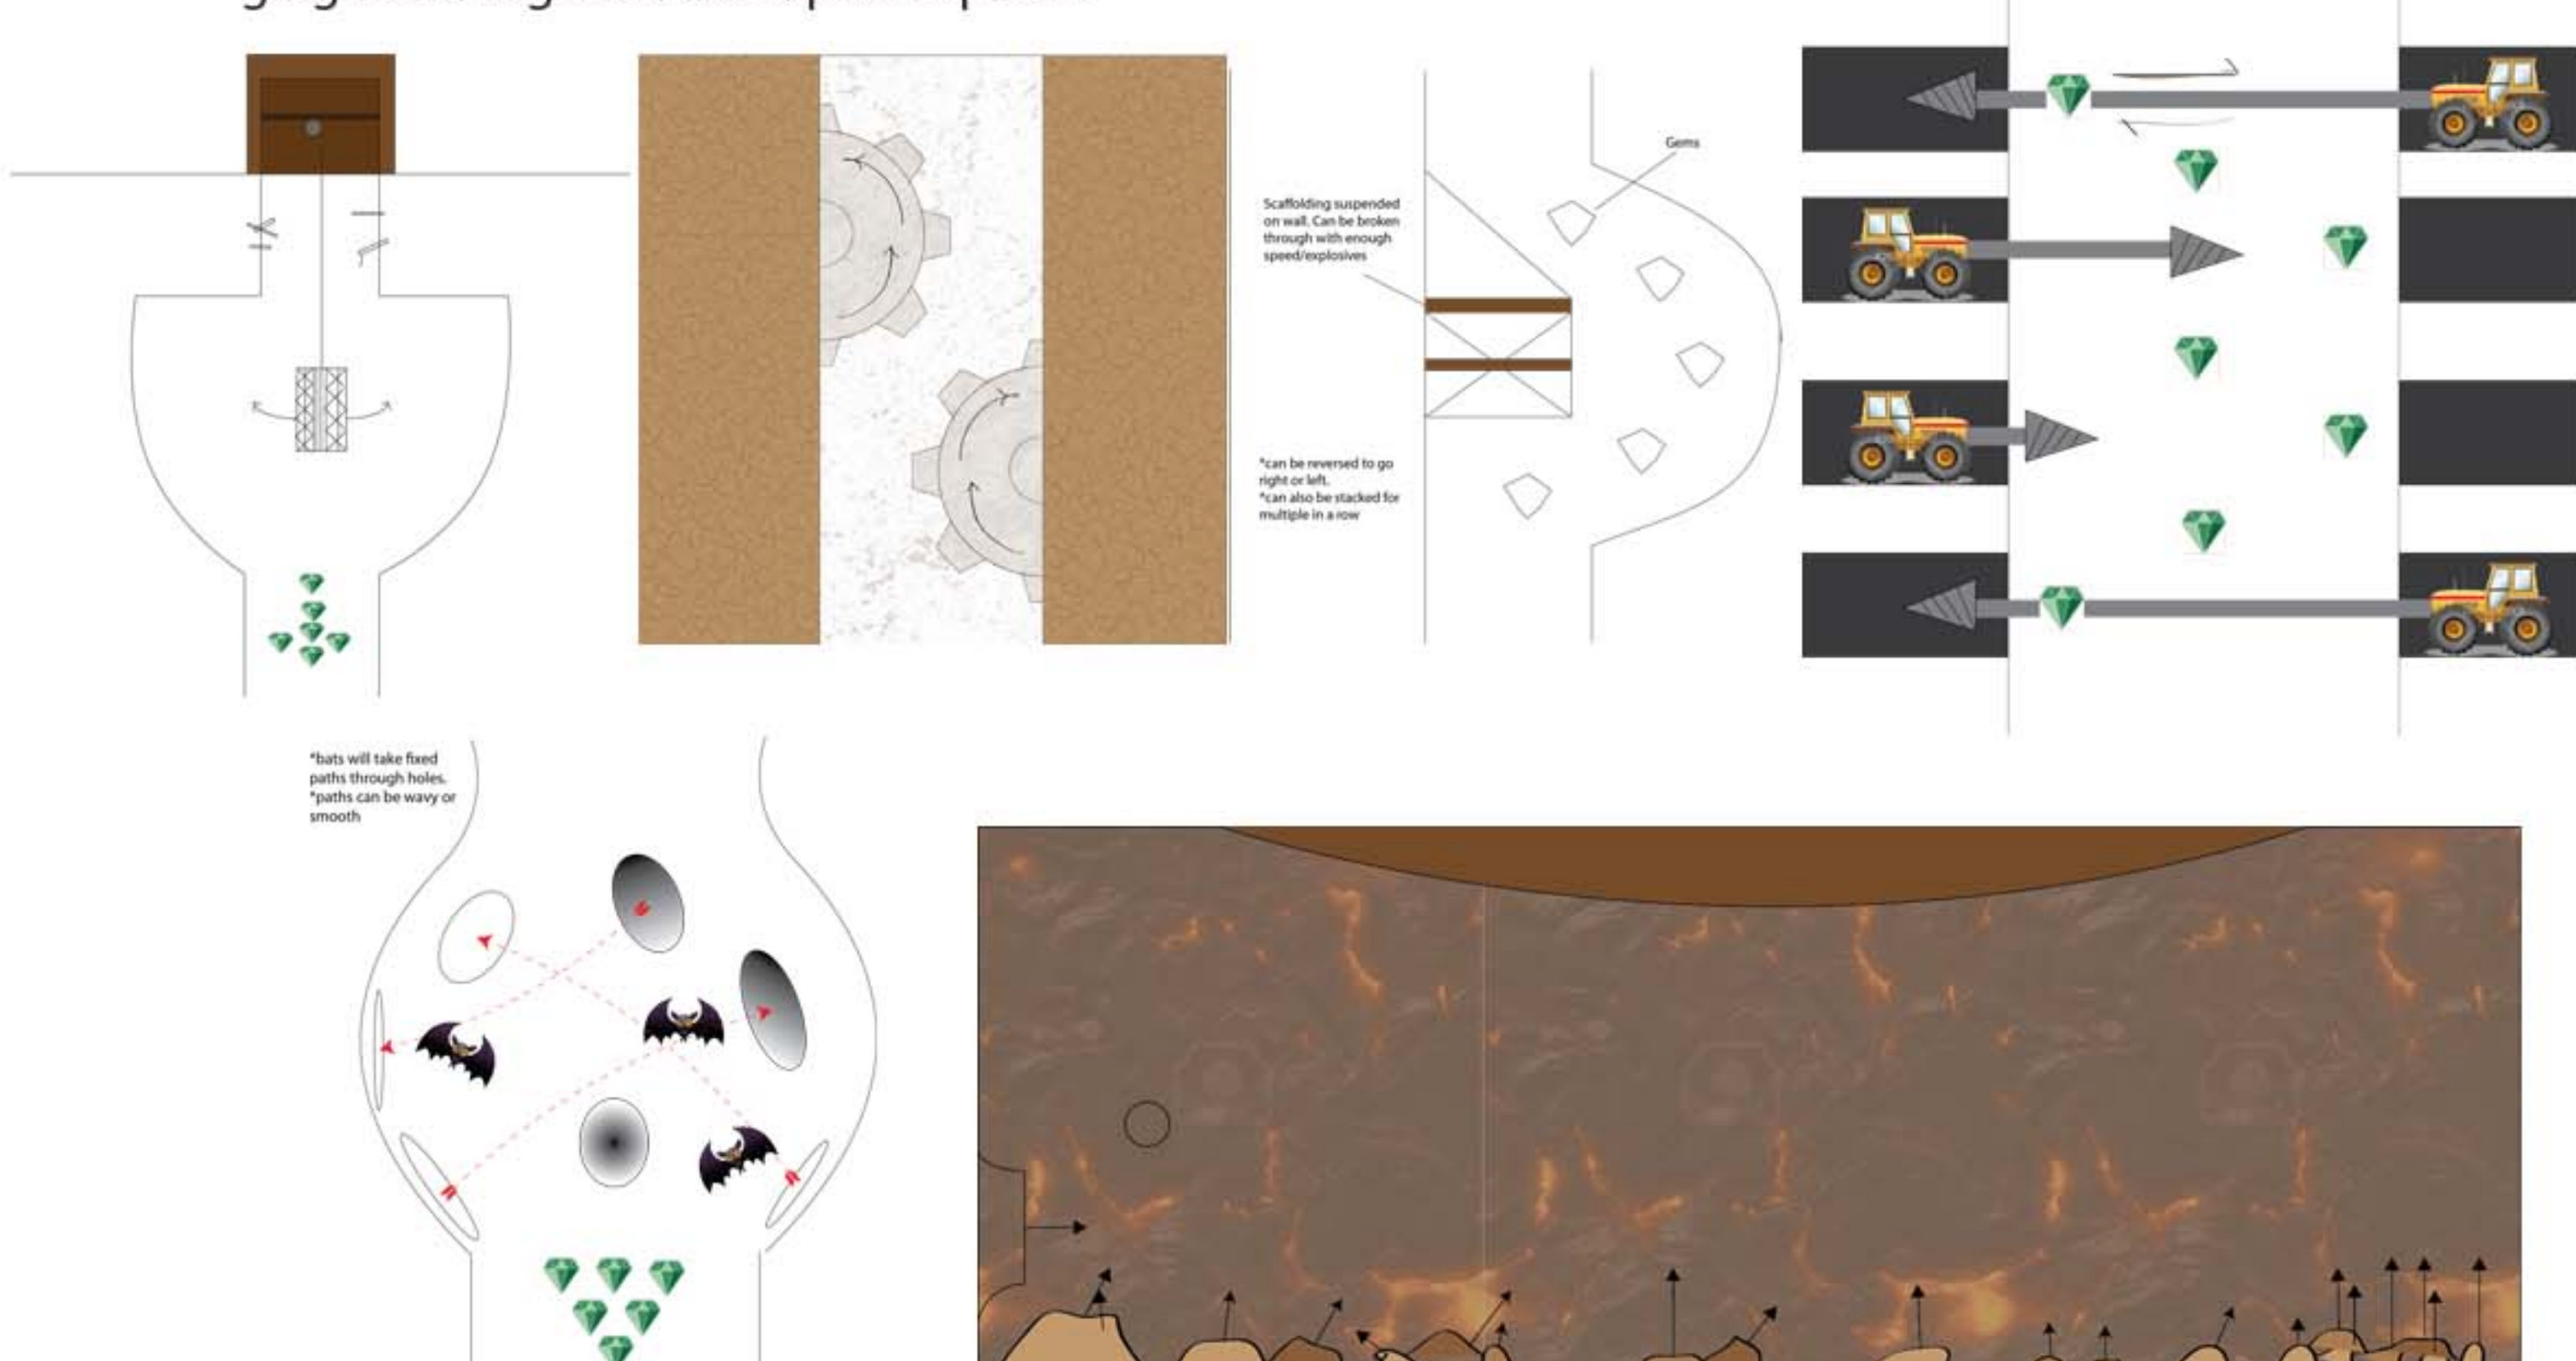 Gems
Scaffolding suspended
on wall. Can be broken
through with enough
speed/explosives
*can be reversed to go
right or left.
*can also be stacked for
multiple in a row
*bats will take fixed
paths through holes.
*paths can be wavy or
smooth